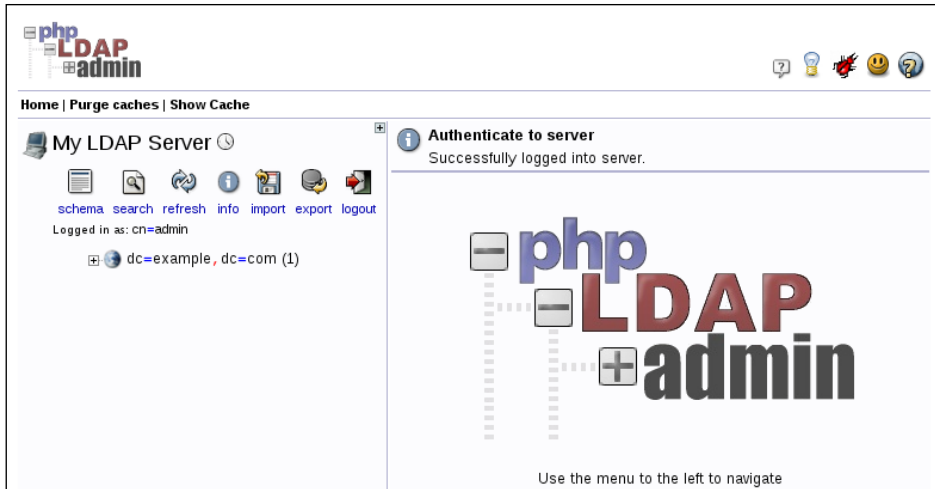 php
LDAP
admin
Home | Purge caches | Show Cache
My LDAP Server
schema search refresh info import export logout
Logged in as: cn=admin
dc=example,dc=com (1)
Authenticate to server
Successfully logged into server.
php
LDAP
admin
Use the menu to the left to navigate